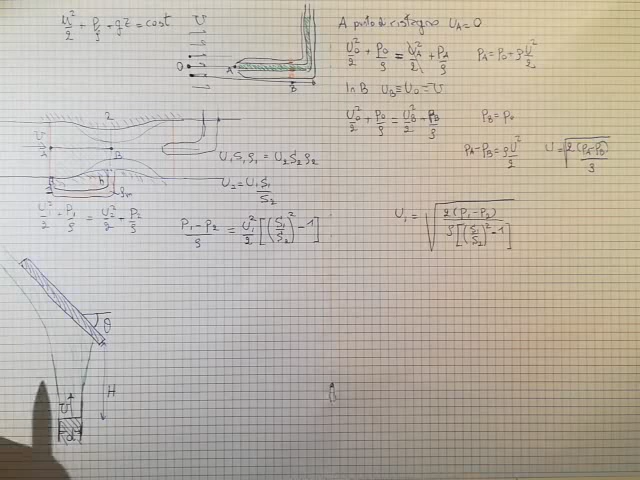 U²/2 + P/ρ + gz = cost
U
O
A
B
A punto di ristagno U_A = 0
U₀²/2 + P₀/ρ = U_A²/2 + P_A/ρ
P_A = P₀ + ρ U²/2
In B U_B ≡ U₀ = U
U₀²/2 + P₀/ρ = U_B²/2 + P_B/ρ
P_B = P₀
P_A - P_B = ρ U²/2
U = √(2(P_A - P_B)/ρ)
2
U
A
B
h
ρm
U₁S₁ρ₁ = U₂S₂ρ₂
U₂ = U₁ S₁/S₂
U₁²/2 + P₁/ρ = U₂²/2 + P₂/ρ
(P₁ - P₂)/ρ = U₁²/2 [(S₁/S₂)² - 1]
U₁ = √(2(P₁ - P₂)/ρ[(S₁/S₂)² - 1])
θ
H
U
d